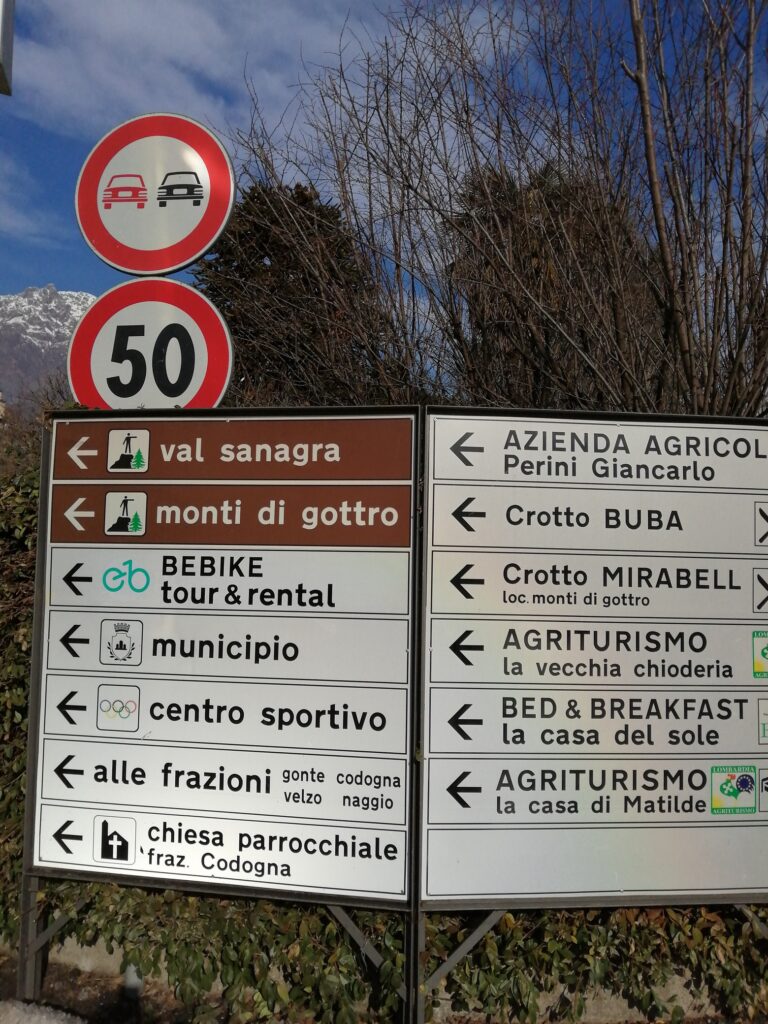 50
val sanagra
monti di gottro
BEBIKE
tour & rental
municipio
centro sportivo
alle frazioni gonte codogna
velzo naggio
chiesa parrocchiale
fraz. Codogna
AZIENDA AGRICOL
Perini Giancarlo
Crotto BUBA
Crotto MIRABELL
loc. monti di gottro
AGRITURISMO
la vecchia chioderia
BED & BREAKFAST
la casa del sole
AGRITURISMO
la casa di Matilde
LOMBARDIA
AGRITURISMO